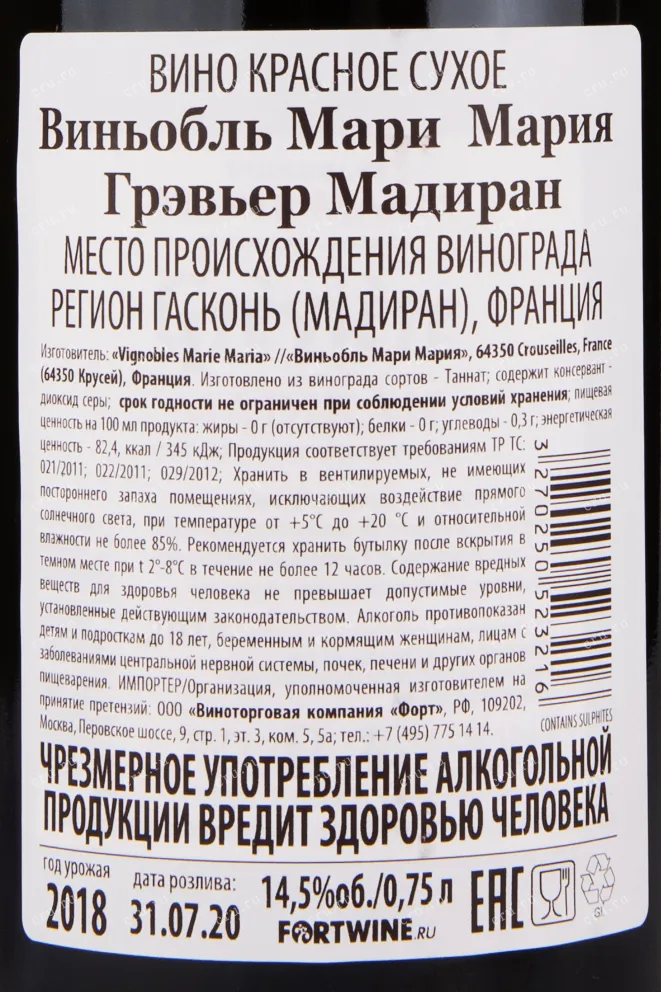 ВИНО КРАСНОЕ СУХОЕ
Виньобль Мари Мария
Грэвьер Мадиран
МЕСТО ПРОИСХОЖДЕНИЯ ВИНОГРАДА
РЕГИОН ГАСКОНЬ (МАДИРАН), ФРАНЦИЯ
Изготовитель: «Vignobles Marie Maria» //«Виньобль Мари Мария», 64350 Crouseilles, France
(64350 Крусей), Франция. Изготовлено из винограда сортов - Таннат; содержит консервант -
диоксид серы; срок годности не ограничен при соблюдении условий хранения; пищевая
ценность на 100 мл продукта: жиры - 0 г (отсутствуют); белки - 0 г; углеводы - 0,3 г; энергетическая
ценность - 82,4, ккал / 345 кДж; Продукция соответствует требованиям ТР ТС:
021/2011; 022/2011; 029/2012; Хранить в вентилируемых, не имеющих
постороннего запаха помещениях, исключающих воздействие прямого
солнечного света, при температуре от +5°C до +20 °C и относительной
влажности не более 85%. Рекомендуется хранить бутылку после вскрытия в
темном месте при t 2°-8°C в течение не более 12 часов. Содержание вредных
веществ для здоровья человека не превышает допустимые уровни,
установленные действующим законодательством. Алкоголь противопоказан
детям и подросткам до 18 лет, беременным и кормящим женщинам, лицам с
заболеваниями центральной нервной системы, почек, печени и других органов
пищеварения. ИМПОРТЕР/Организация, уполномоченная изготовителем на
принятие претензий: ООО «Виноторговая компания «Форт», РФ, 109202,
Москва, Перовское шоссе, 9, стр. 1, эт. 3, ком. 5, 5а; тел.: +7 (495) 775 14 14.
3 270250 523216
CONTAINS SULPHITES
ЧРЕЗМЕРНОЕ УПОТРЕБЛЕНИЕ АЛКОГОЛЬНОЙ
ПРОДУКЦИИ ВРЕДИТ ЗДОРОВЬЮ ЧЕЛОВЕКА
год урожая
2018
дата розлива:
31.07.20
14,5%об./0,75 л
FORTWINE.RU
EAC
GL